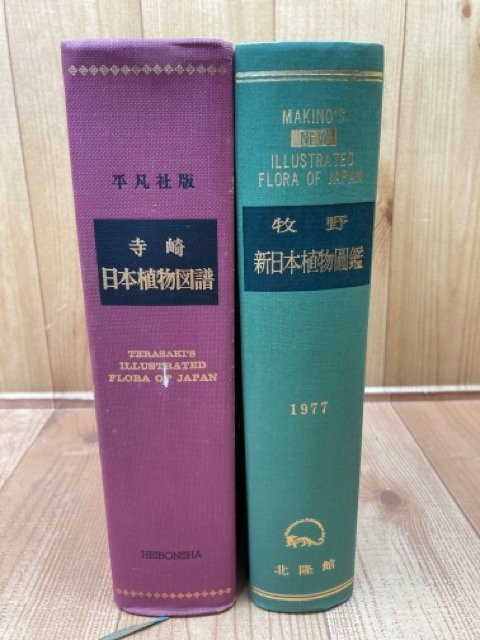 平凡社版
寺崎
日本植物図譜
TERASAKI'S
ILLUSTRATED
FLORA OF JAPAN
HEIBONSHA
MAKINO'S
NEW
ILLUSTRATED
FLORA OF JAPAN
牧野
新日本植物圖鑑
1977
北隆館